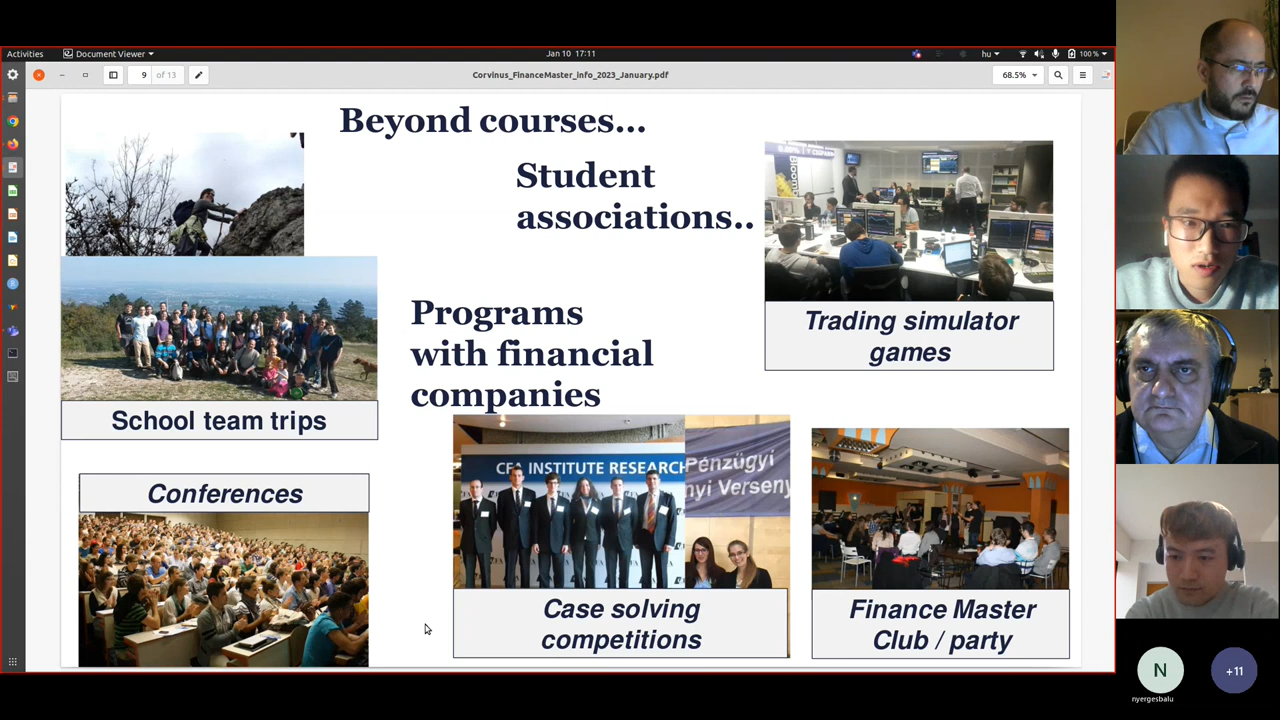 Activities
Document Viewer
Jan 10 17:11
hu
100 %
9
of 13
Corvinus_FinanceMaster_info_2023_January.pdf
68.5%
Beyond courses...
Student
associations..
Programs
with financial
companies
Trading simulator
games
School team trips
Conferences
CFA INSTITUTE RESEARCH
Pénzügyi
nyi Verseny
Case solving
competitions
Finance Master
Club / party
N
nyergesbalu
+11